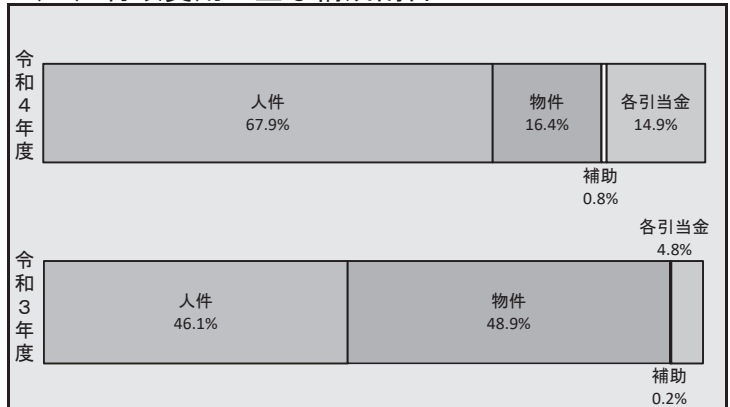 令和4年度
人件
67.9%
物件
16.4%
各引当金
14.9%
補助
0.8%
令和3年度
人件
46.1%
物件
48.9%
各引当金
4.8%
補助
0.2%